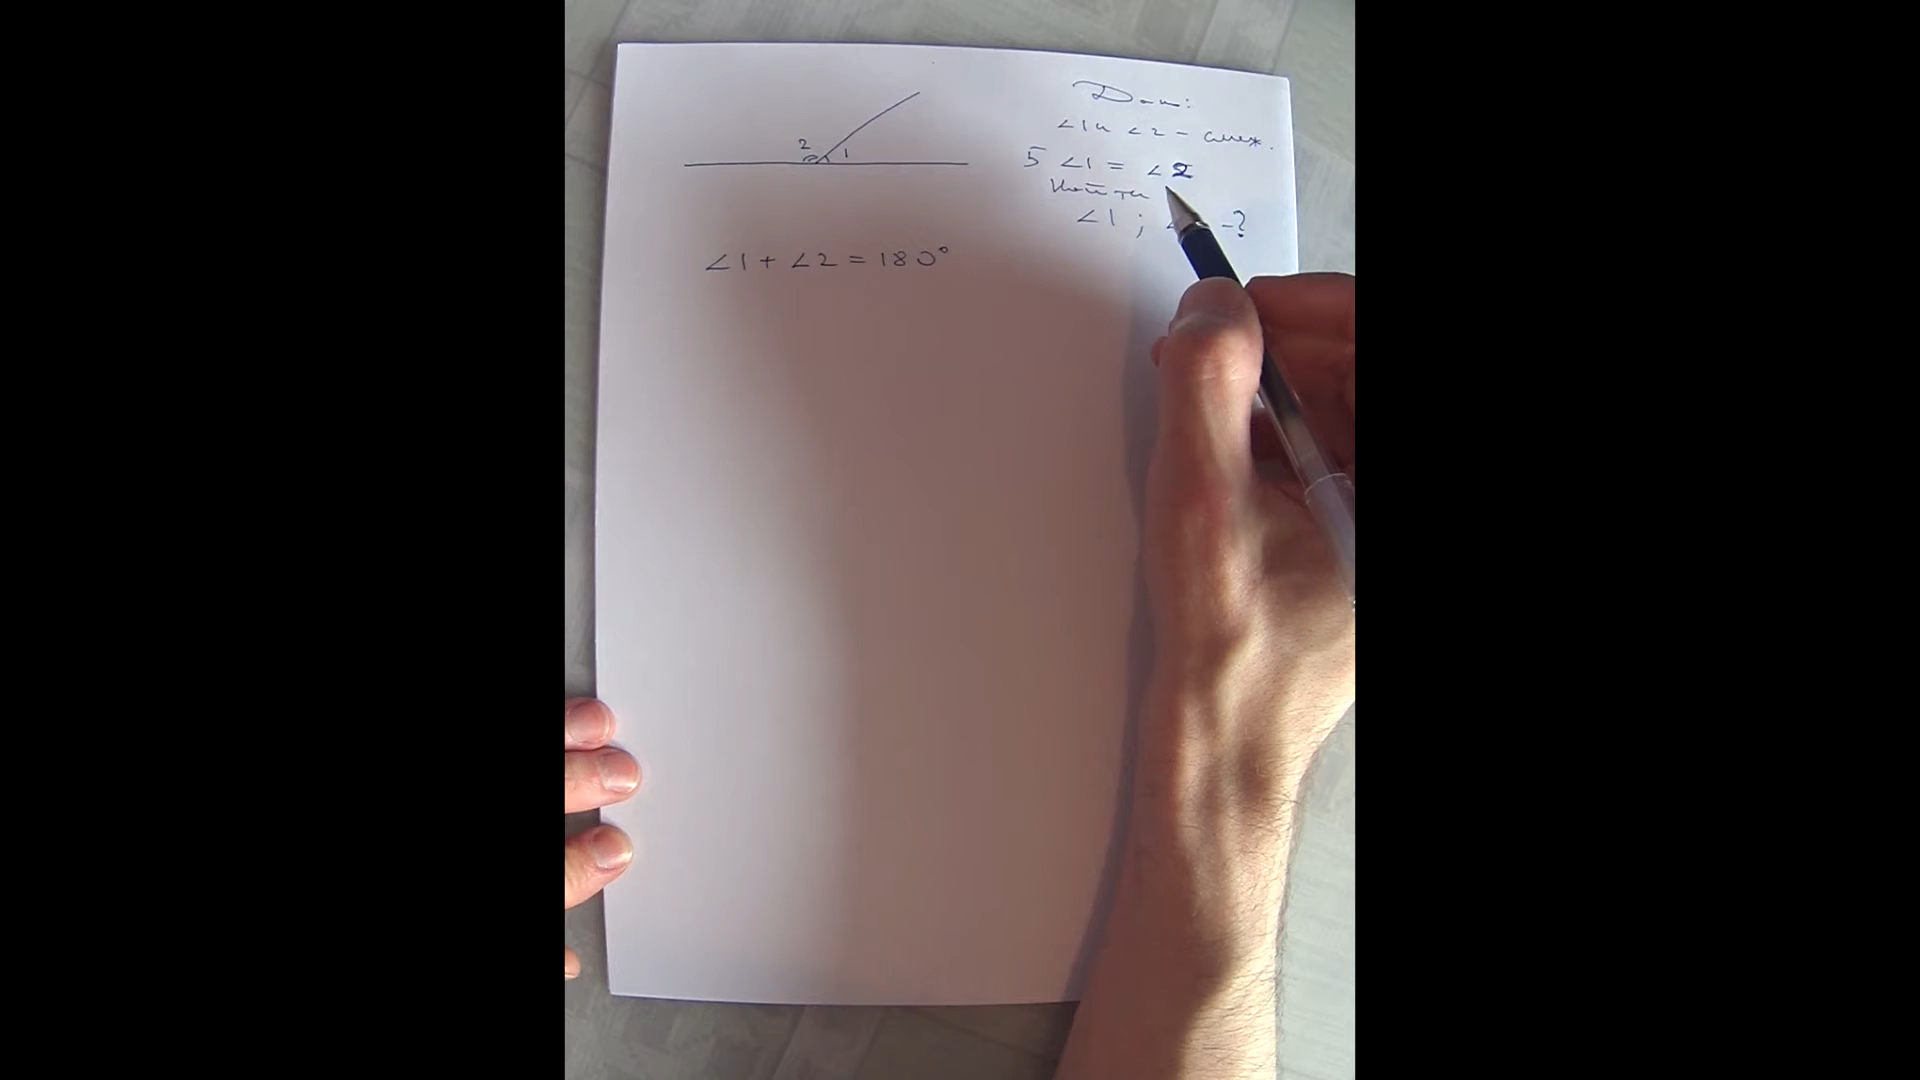 2 1
Дано:
∠1 и ∠2 - смеж.
5 ∠1 = ∠2
Найти
∠1 ; ∠ -?
∠1 + ∠2 = 180°